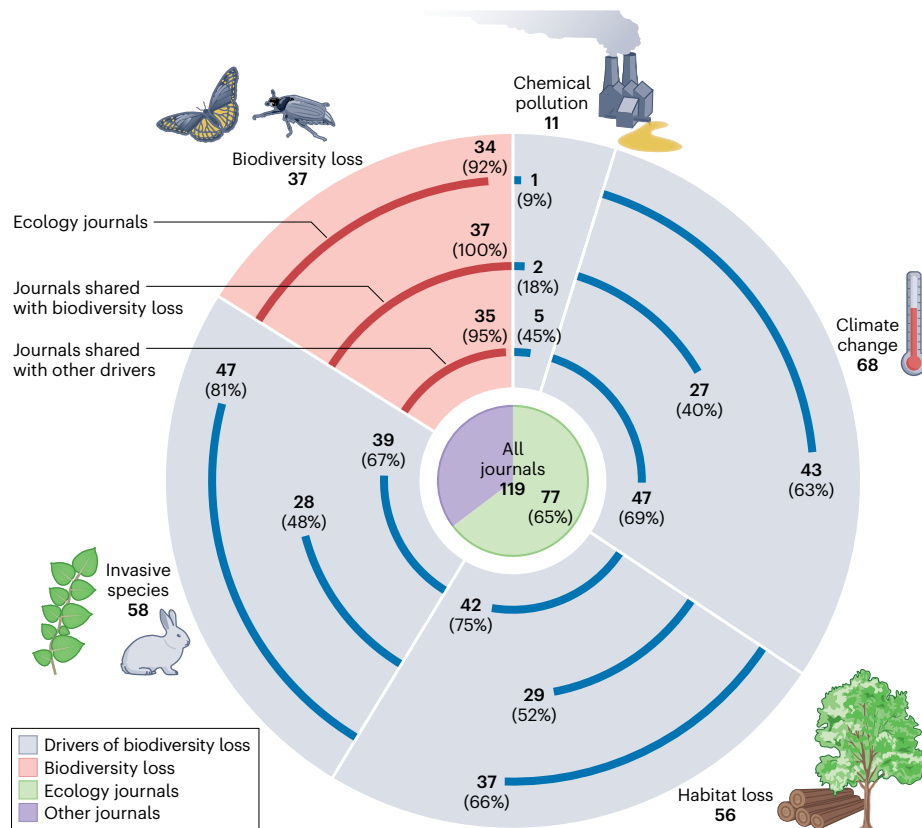 Chemical
pollution
11
Biodiversity loss
37
34
(92%)
1
(9%)
Ecology journals
37
(100%)
2
(18%)
Journals shared
with biodiversity loss
35
(95%)
5
(45%)
Journals shared
with other drivers
Climate
change
68
47
(81%)
27
(40%)
39
(67%)
All
journals
119
77
(65%)
43
(63%)
47
(69%)
28
(48%)
Invasive
species
58
42
(75%)
29
(52%)
37
(66%)
Habitat loss
56
Drivers of biodiversity loss
Biodiversity loss
Ecology journals
Other journals